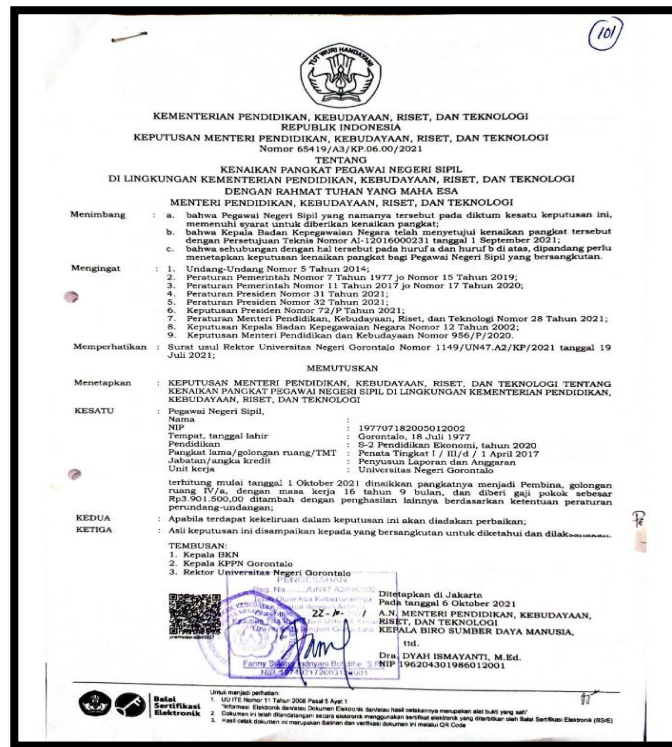 101
TUT WURI HANDAYANI
KEMENTERIAN PENDIDIKAN, KEBUDAYAAN, RISET, DAN TEKNOLOGI
REPUBLIK INDONESIA
KEPUTUSAN MENTERI PENDIDIKAN, KEBUDAYAAN, RISET, DAN TEKNOLOGI
Nomor 65419/A3/KP.06.00/2021
TENTANG
KENAIKAN PANGKAT PEGAWAI NEGERI SIPIL
DI LINGKUNGAN KEMENTERIAN PENDIDIKAN, KEBUDAYAAN, RISET, DAN TEKNOLOGI
DENGAN RAHMAT TUHAN YANG MAHA ESA
MENTERI PENDIDIKAN, KEBUDAYAAN, RISET, DAN TEKNOLOGI
Menimbang : a. bahwa Pegawai Negeri Sipil yang namanya tersebut pada diktum kesatu keputusan ini,
memenuhi syarat untuk diberikan kenaikan pangkat;
b. bahwa Kepala Badan Kepegawaian Negara telah menyetujui kenaikan pangkat tersebut
dengan Persetujuan Teknis Nomor AI-12016000231 tanggal 1 September 2021;
c. bahwa sehubungan dengan hal tersebut pada huruf a dan huruf b di atas, dipandang perlu
menetapkan keputusan kenaikan pangkat bagi Pegawai Negeri Sipil yang bersangkutan.
Mengingat : 1. Undang-Undang Nomor 5 Tahun 2014;
2. Peraturan Pemerintah Nomor 7 Tahun 1977 jo Nomor 15 Tahun 2019;
3. Peraturan Pemerintah Nomor 11 Tahun 2017 jo Nomor 17 Tahun 2020;
4. Peraturan Presiden Nomor 31 Tahun 2021;
5. Peraturan Presiden Nomor 32 Tahun 2021;
6. Keputusan Presiden Nomor 72/P Tahun 2021;
7. Peraturan Menteri Pendidikan, Kebudayaan, Riset, dan Teknologi Nomor 28 Tahun 2021;
8. Keputusan Kepala Badan Kepegawaian Negara Nomor 12 Tahun 2002;
9. Keputusan Menteri Pendidikan dan Kebudayaan Nomor 956/P/2020.
Memperhatikan : Surat usul Rektor Universitas Negeri Gorontalo Nomor 1149/UN47.A2/KP/2021 tanggal 19
Juli 2021;
MEMUTUSKAN
Menetapkan : KEPUTUSAN MENTERI PENDIDIKAN, KEBUDAYAAN, RISET, DAN TEKNOLOGI TENTANG
KENAIKAN PANGKAT PEGAWAI NEGERI SIPIL DI LINGKUNGAN KEMENTERIAN PENDIDIKAN,
KEBUDAYAAN, RISET, DAN TEKNOLOGI
KESATU : Pegawai Negeri Sipil,
Nama :
NIP : 197707182005012002
Tempat, tanggal lahir : Gorontalo, 18 Juli 1977
Pendidikan : S-2 Pendidikan Ekonomi, tahun 2020
Pangkat lama/golongan ruang/TMT : Penata Tingkat I / III/d / 1 April 2017
Jabatan/angka kredit : Penyusun Laporan dan Anggaran
Unit kerja : Universitas Negeri Gorontalo
terhitung mulai tanggal 1 Oktober 2021 dinaikkan pangkatnya menjadi Pembina, golongan
ruang IV/a, dengan masa kerja 16 tahun 9 bulan, dan diberi gaji pokok sebesar
Rp3.901.500,00 ditambah dengan penghasilan lainnya berdasarkan ketentuan peraturan
perundang-undangan;
KEDUA : Apabila terdapat kekeliruan dalam keputusan ini akan diadakan perbaikan;
KETIGA : Asli keputusan ini disampaikan kepada yang bersangkutan untuk diketahui dan
TEMBUSAN:
1. Kepala BKN
2. Kepala KPPN Gorontalo
3. Rektor Universitas Negeri Gorontalo
PENGESAHAN
22-10-
Ditetapkan di Jakarta
Pada tanggal 6 Oktober 2021
A.N. MENTERI PENDIDIKAN, KEBUDAYAAN,
RISET, DAN TEKNOLOGI
KEPALA BIRO SUMBER DAYA MANUSIA,
ttd.
Dra. DYAH ISMAYANTI, M.Ed.
NIP 196204301986012001
Balai
Sertifikasi
Elektronik
Untuk menjadi perhatian:
1. UU ITE Nomor 11 Tahun 2008 Pasal 5 Ayat 1
"Informasi Elektronik dan/atau Dokumen Elektronik dan/atau hasil cetakannya merupakan alat bukti yang sah"
2. Dokumen ini telah ditandatangani secara elektronik menggunakan sertifikat elektronik yang diterbitkan oleh Balai Sertifikasi Elektronik (BSrE)
3. Hasil cetak dokumen ini merupakan Salinan dan verifikasi dokumen ini melalui QR Code